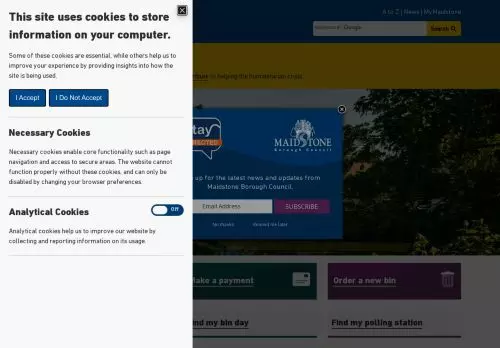 This site uses cookies to store
information on your computer.
Some of these cookies are essential, while others help us to
improve your experience by providing insights into how the
site is being used.
I Accept
I Do Not Accept
Necessary Cookies
Necessary cookies enable core functionality such as page
navigation and access to secure areas. The website cannot
function properly without these cookies, and can only be
disabled by changing your browser preferences.
Analytical Cookies
Off
Analytical cookies help us to improve our website by
collecting and reporting information on its usage.
A to Z | News | My Maidstone
Google
Search
to helping the humanitarian crisis.
tay
MAIDSTONE
Borough Council
up for the latest news and updates from
Maidstone Borough Council.
Email Address
SUBSCRIBE
No thanks
Remind me later
Make a payment
Order a new bin
nd my bin day
Find my polling station